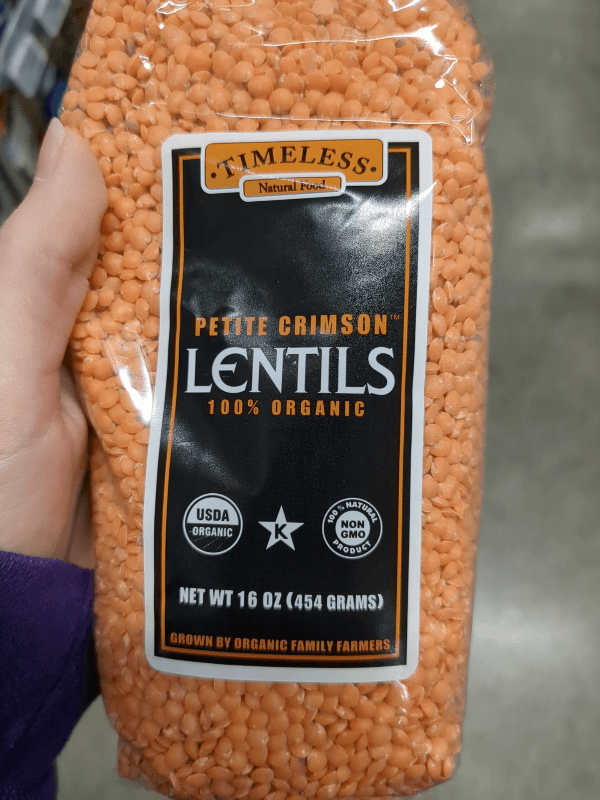 ·TIMELESS·
Natural Food
PETITE CRIMSON™
LENTILS
100% ORGANIC
USDA
ORGANIC
K
100% NATURAL
NON
GMO
PRODUCT
NET WT 16 OZ (454 GRAMS)
GROWN BY ORGANIC FAMILY FARMERS